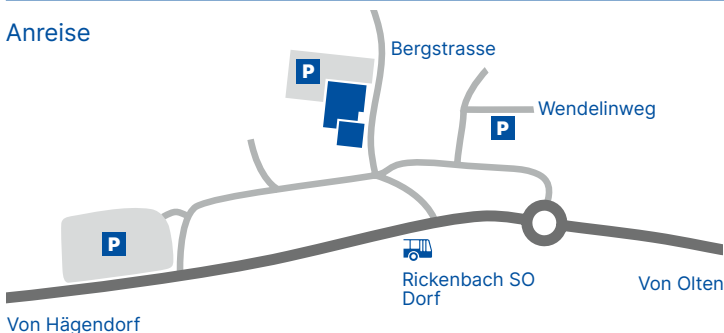 Anreise
Bergstrasse
P
Wendelinweg
P
P
Rickenbach SO
Dorf
Von Olten
Von Hägendorf